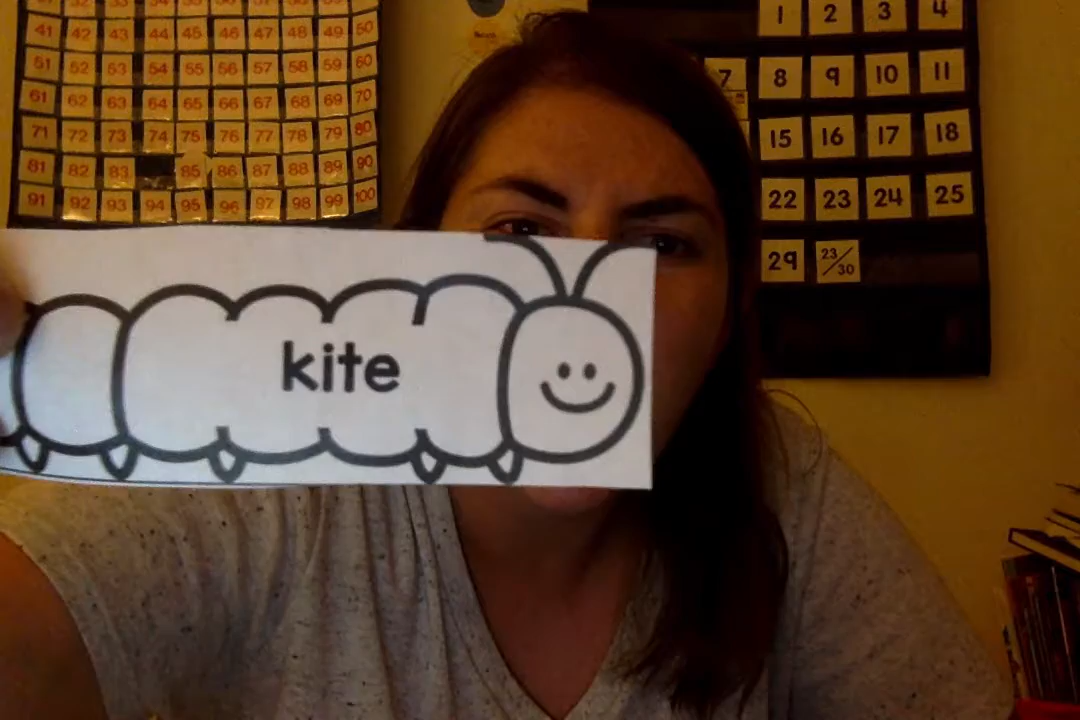 41 42 43 44 45 46 47 48 49 50
51 52 53 54 55 56 57 58 59 60
61 62 63 64 65 66 67 68 69 70
71 72 73 74 75 76 77 78 79 80
81 82 83 85 86 87 88 89 90
91 92 93 94 95 96 97 98 99 100
1 2 3 4
7 8 9 10 11
15 16 17 18
22 23 24 25
29 23/30
kite